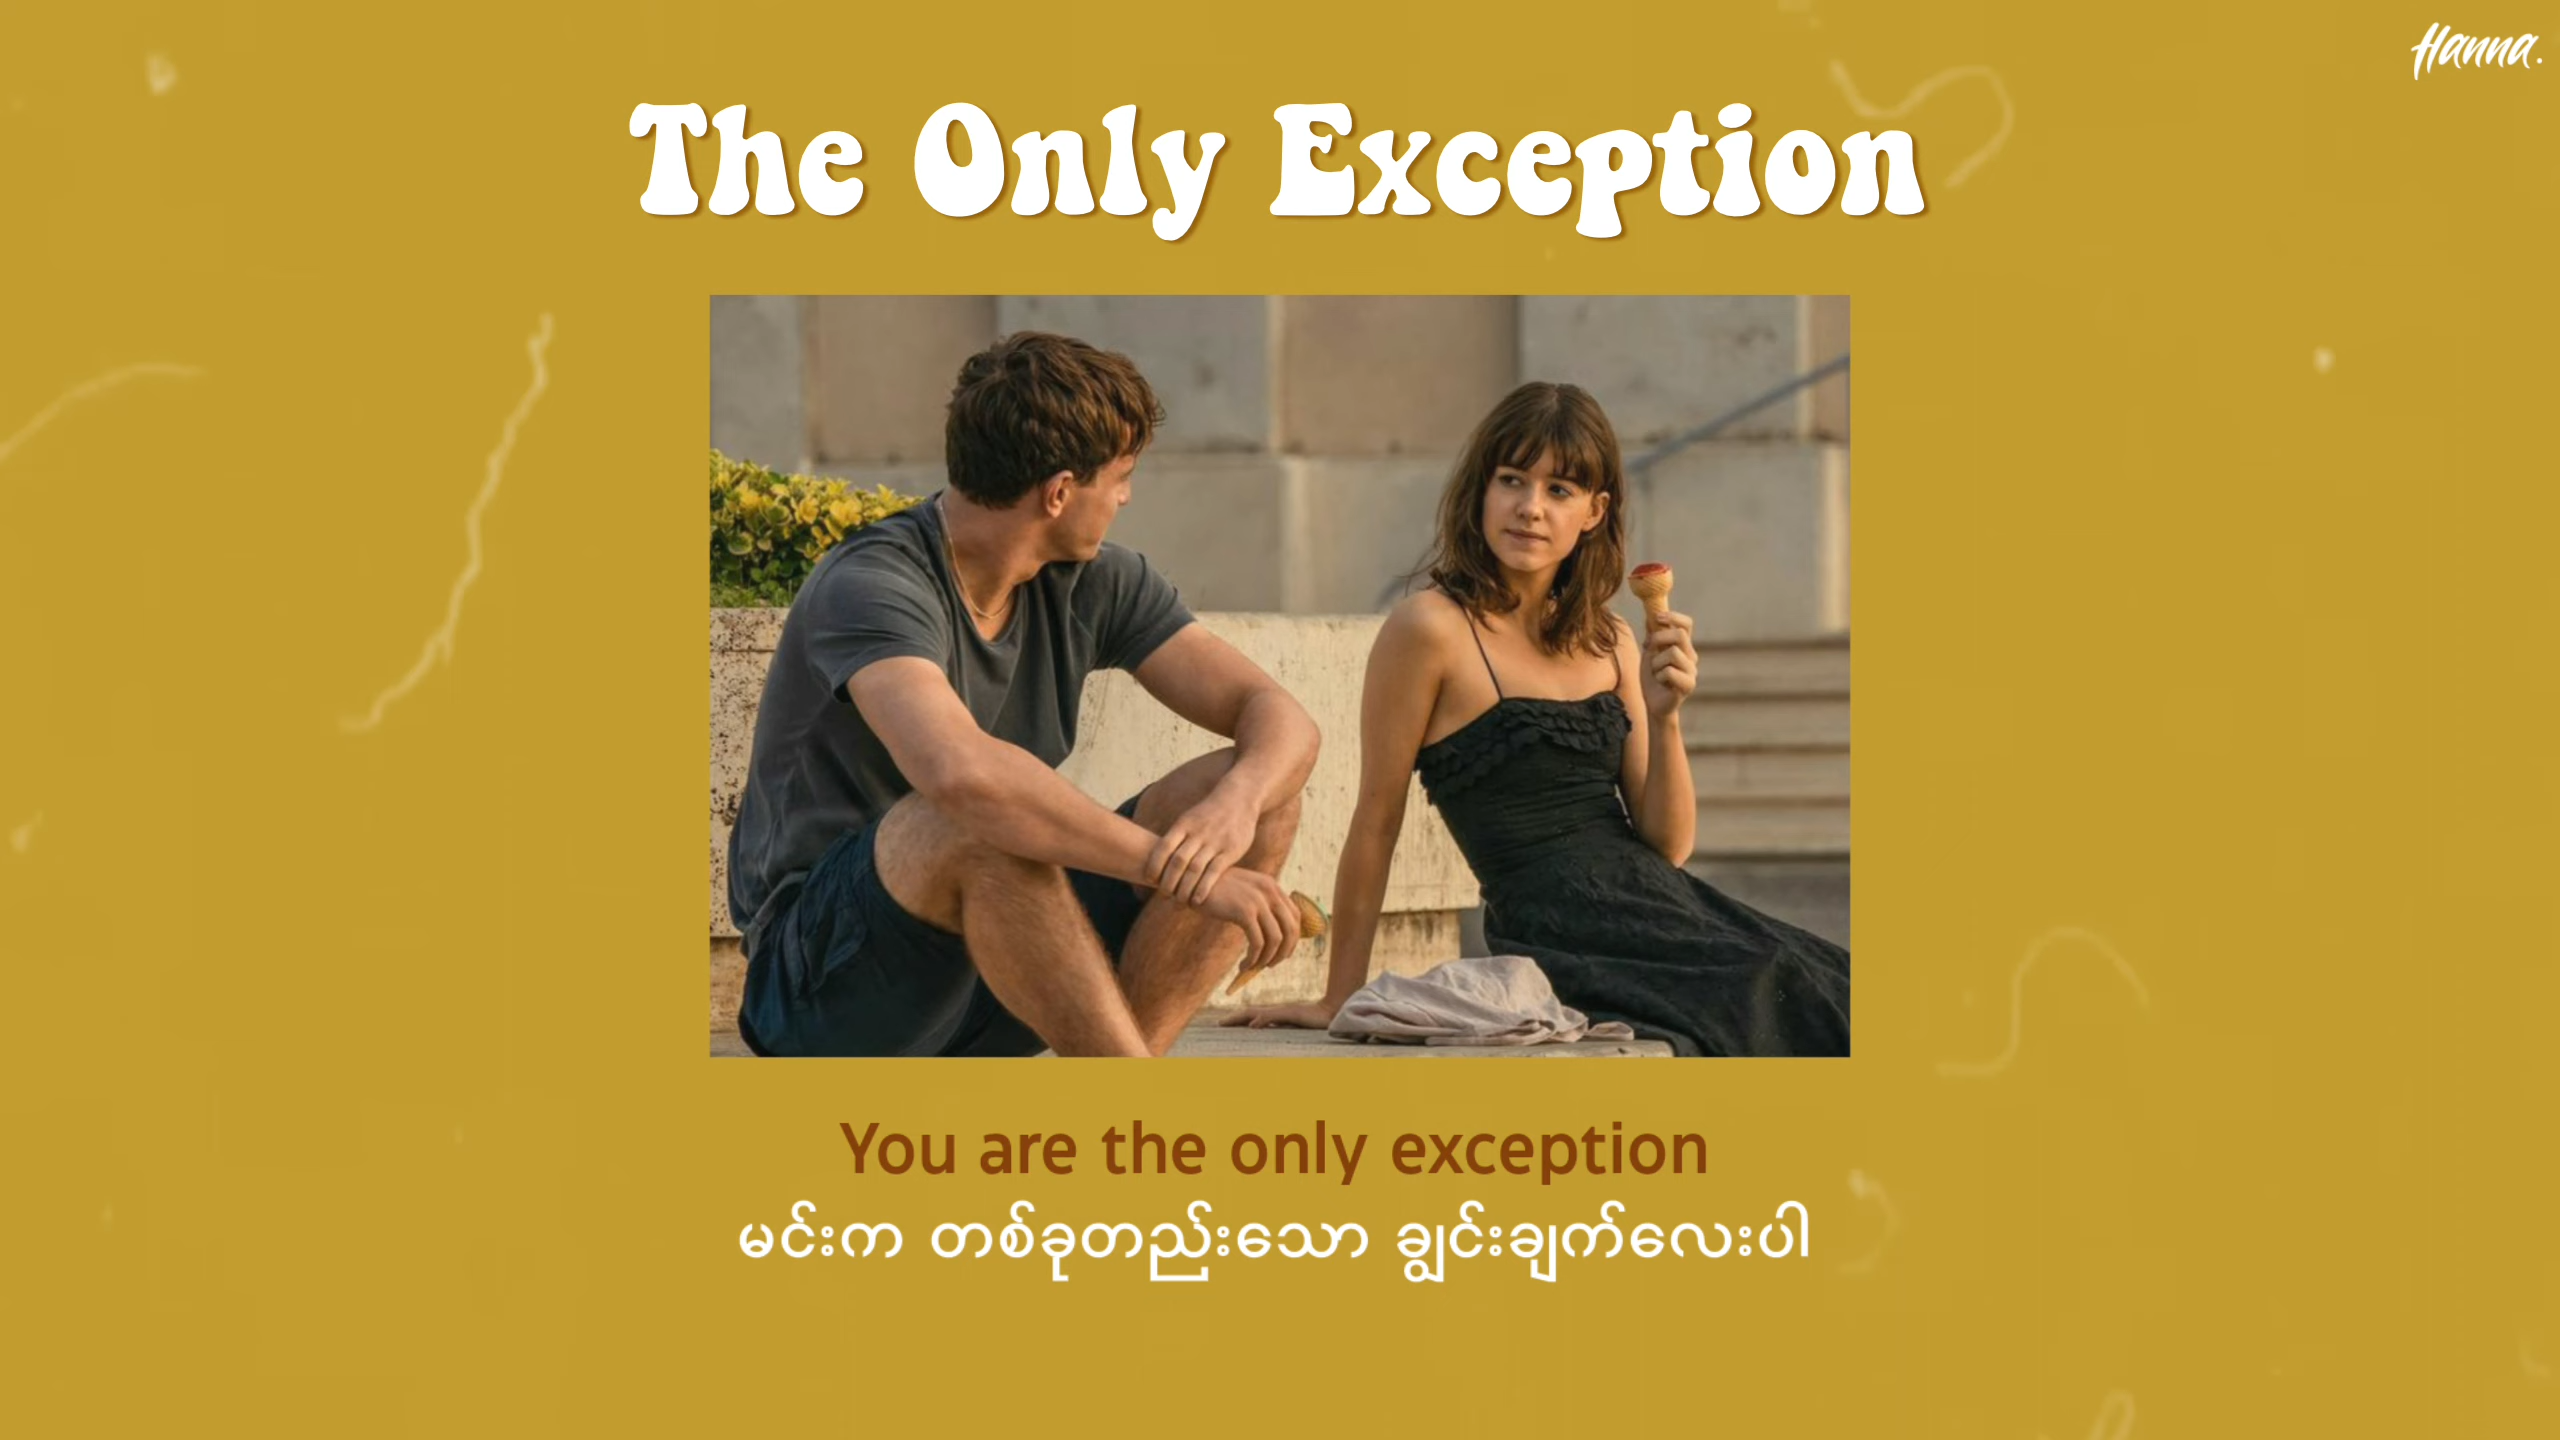 Hanna.
The Only Exception
You are the only exception
မင်းက တစ်ခုတည်းသော ချွင်းချက်လေးပါ